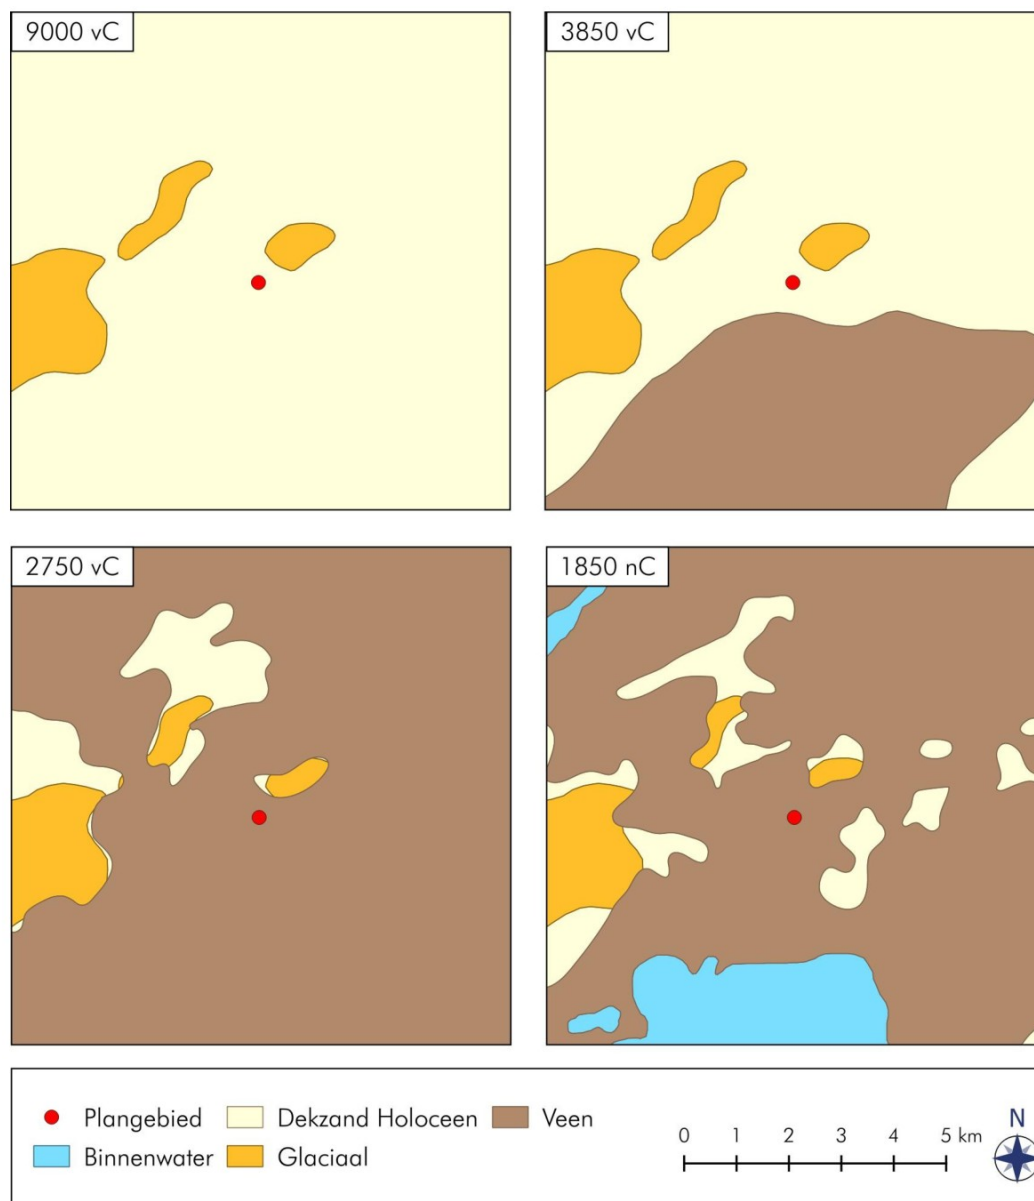 9000 vC
3850 vC
2750 vC
1850 nC
Plangebied
Dekzand Holoceen
Veen
Binnenwater
Glaciaal
0 1 2 3 4 5 km
N